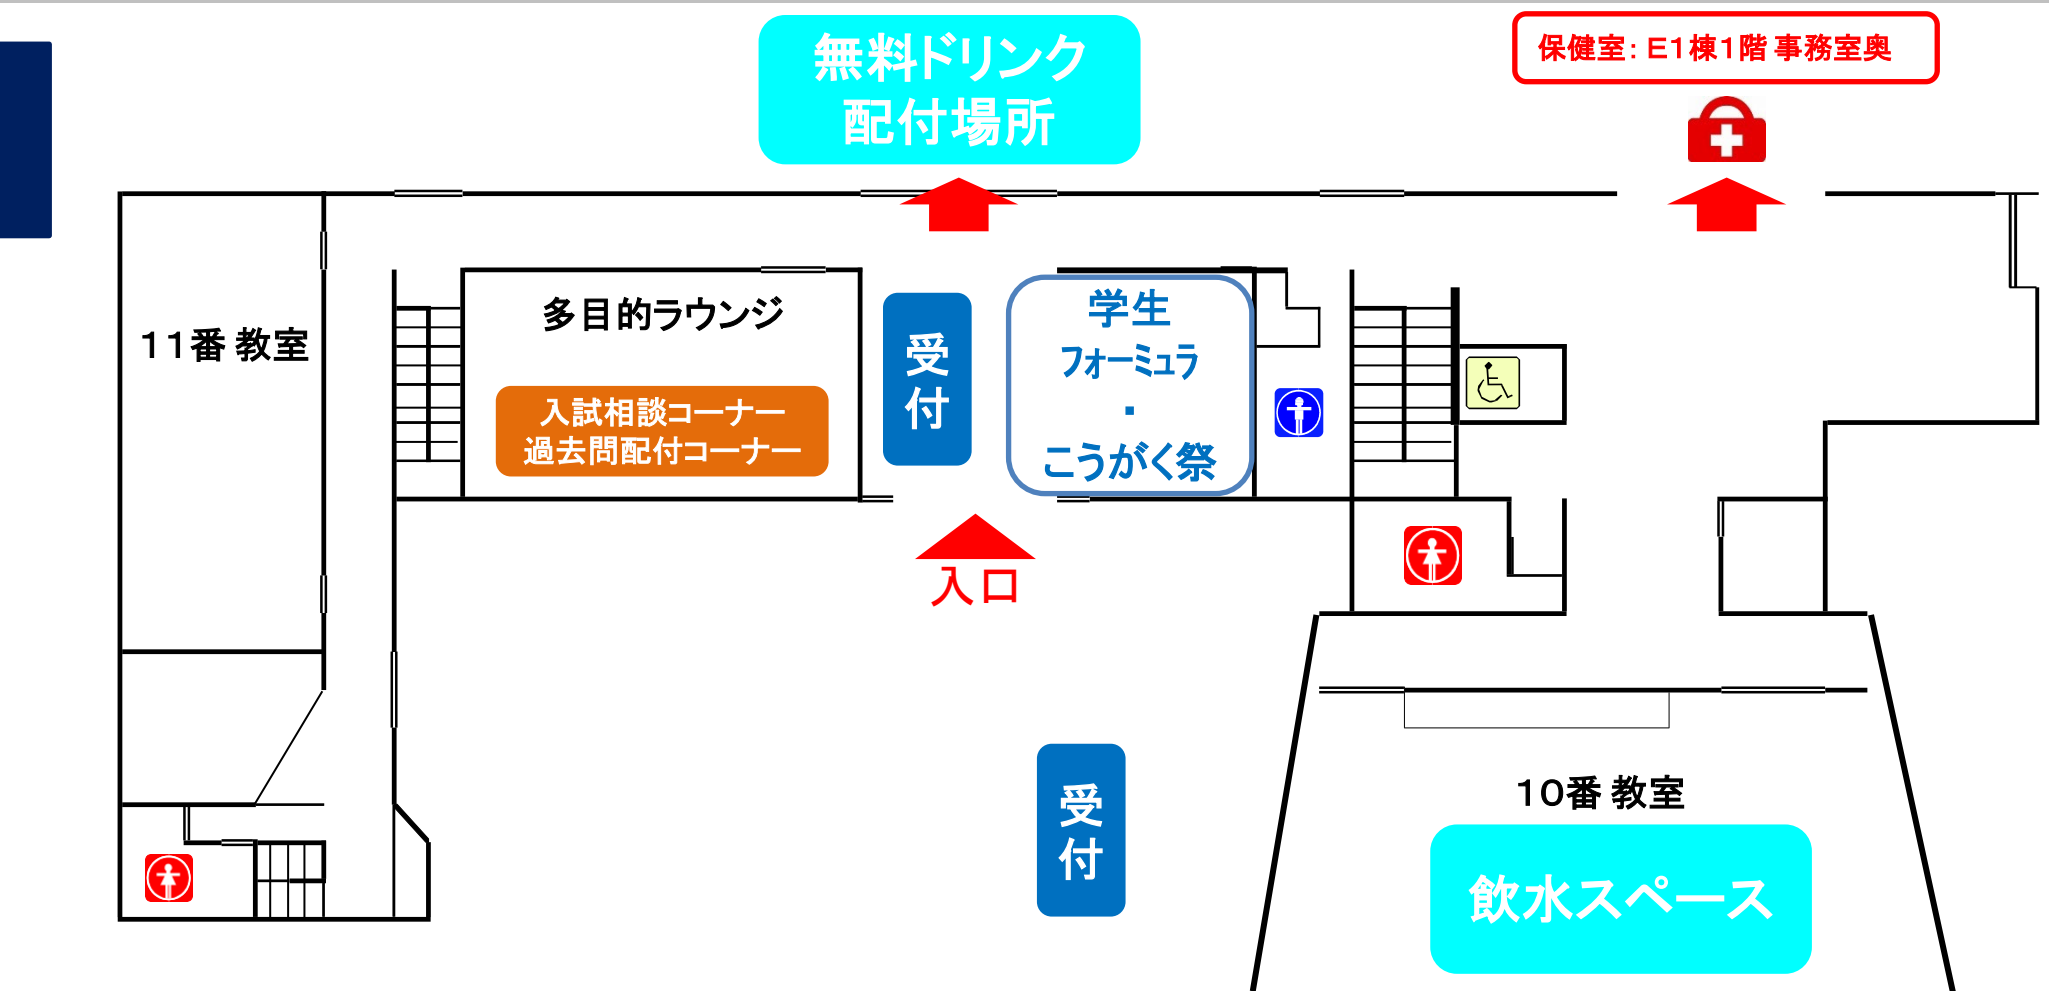 無料ドリンク
配付場所
保健室：E1棟1階 事務室奥
11番 教室
多目的ラウンジ
入試相談コーナー
過去問配付コーナー
受付
学生
フォーミュラ
・
こうがく祭
入口
受付
10番 教室
飲水スペース